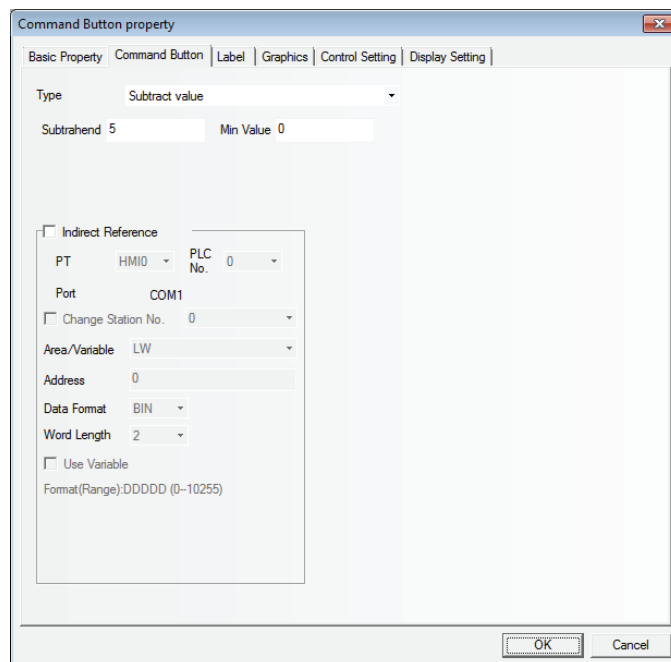 Command Button property
Basic Property Command Button Label Graphics Control Setting Display Setting
Type Subtract value
Subtrahend 5 Min Value 0
Indirect Reference
PT HMI0 PLC No. 0
Port COM1
Change Station No. 0
Area/Variable LW
Address 0
Data Format BIN
Word Length 2
Use Variable
Format(Range):DDDDD (0--10255)
OK Cancel